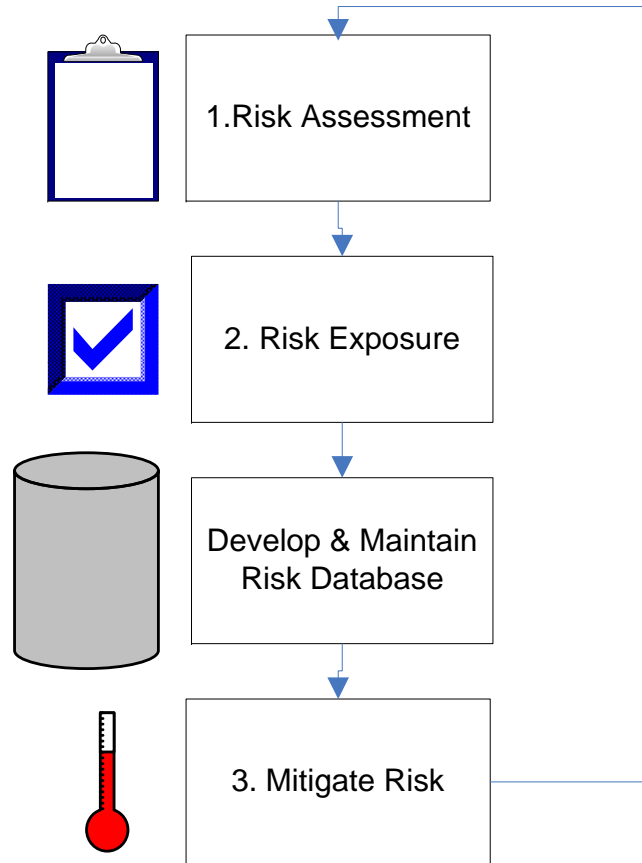 1.Risk Assessment
2. Risk Exposure
Develop & Maintain
Risk Database
3. Mitigate Risk